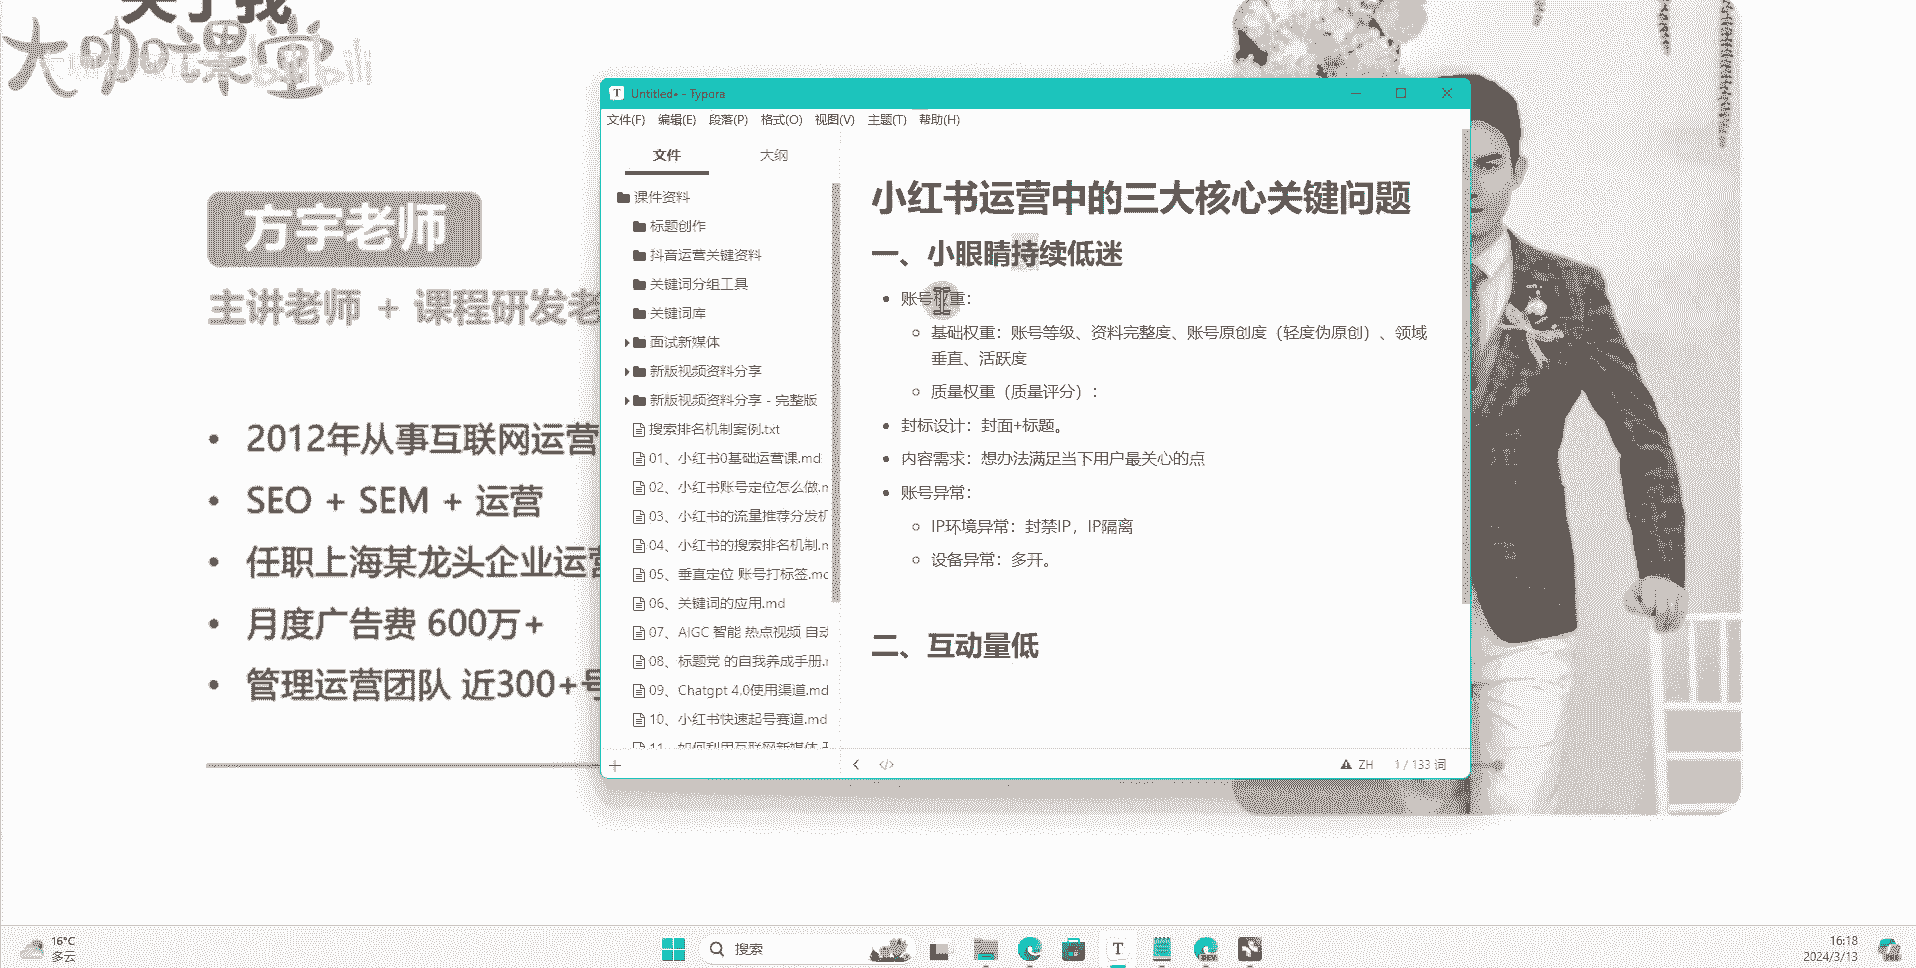 关于我
大咖课堂
方宇老师
主讲老师 + 课程研发老
• 2012年从事互联网运营
• SEO + SEM + 运营
• 任职上海某龙头企业运营
• 月度广告费 600万+
• 管理运营团队 近300+号
Untitled• - Typora
文件(F) 编辑(E) 段落(P) 格式(O) 视图(V) 主题(T) 帮助(H)
文件 大纲
课件资料
标题创作
抖音运营关键资料
关键词分组工具
关键词库
面试新媒体
新版视频资料分享
新版视频资料分享 - 完整版
搜索排名机制案例.txt
01、小红书0基础运营课.md
02、小红书账号定位怎么做.m
03、小红书的流量推荐分发机
04、小红书的搜索排名机制.m
05、垂直定位 账号打标签.md
06、关键词的应用.md
07、AIGC 智能 热点视频 自动
08、标题党 的自我养成手册.m
09、Chatgpt 4.0使用渠道.md
10、小红书快速起号赛道.md
11、如何利用互联网新媒体
小红书运营中的三大核心关键问题
一、小眼睛持续低迷
• 账号权重：
◦ 基础权重：账号等级、资料完整度、账号原创度（轻度伪原创）、领域
垂直、活跃度
◦ 质量权重（质量评分）：
• 封标设计：封面+标题。
• 内容需求：想办法满足当下用户最关心的点
• 账号异常：
◦ IP环境异常：封禁IP，IP隔离
◦ 设备异常：多开。
二、互动量低
ZH 1 / 133 词
16°C
多云
搜索
16:18
2024/3/13